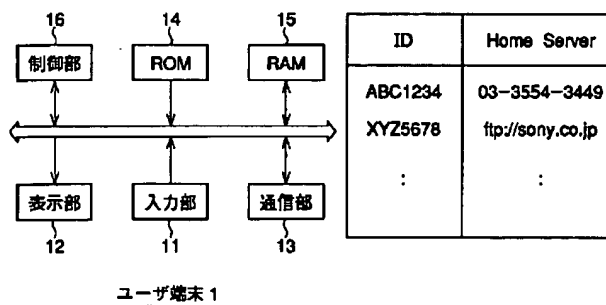 16
14
15
制御部
ROM
RAM
表示部
入力部
通信部
12
11
13
ユーザ端末 1
ID Home Server
ABC1234 03-3554-3449
XYZ5678 ftp://sony.co.jp
: :